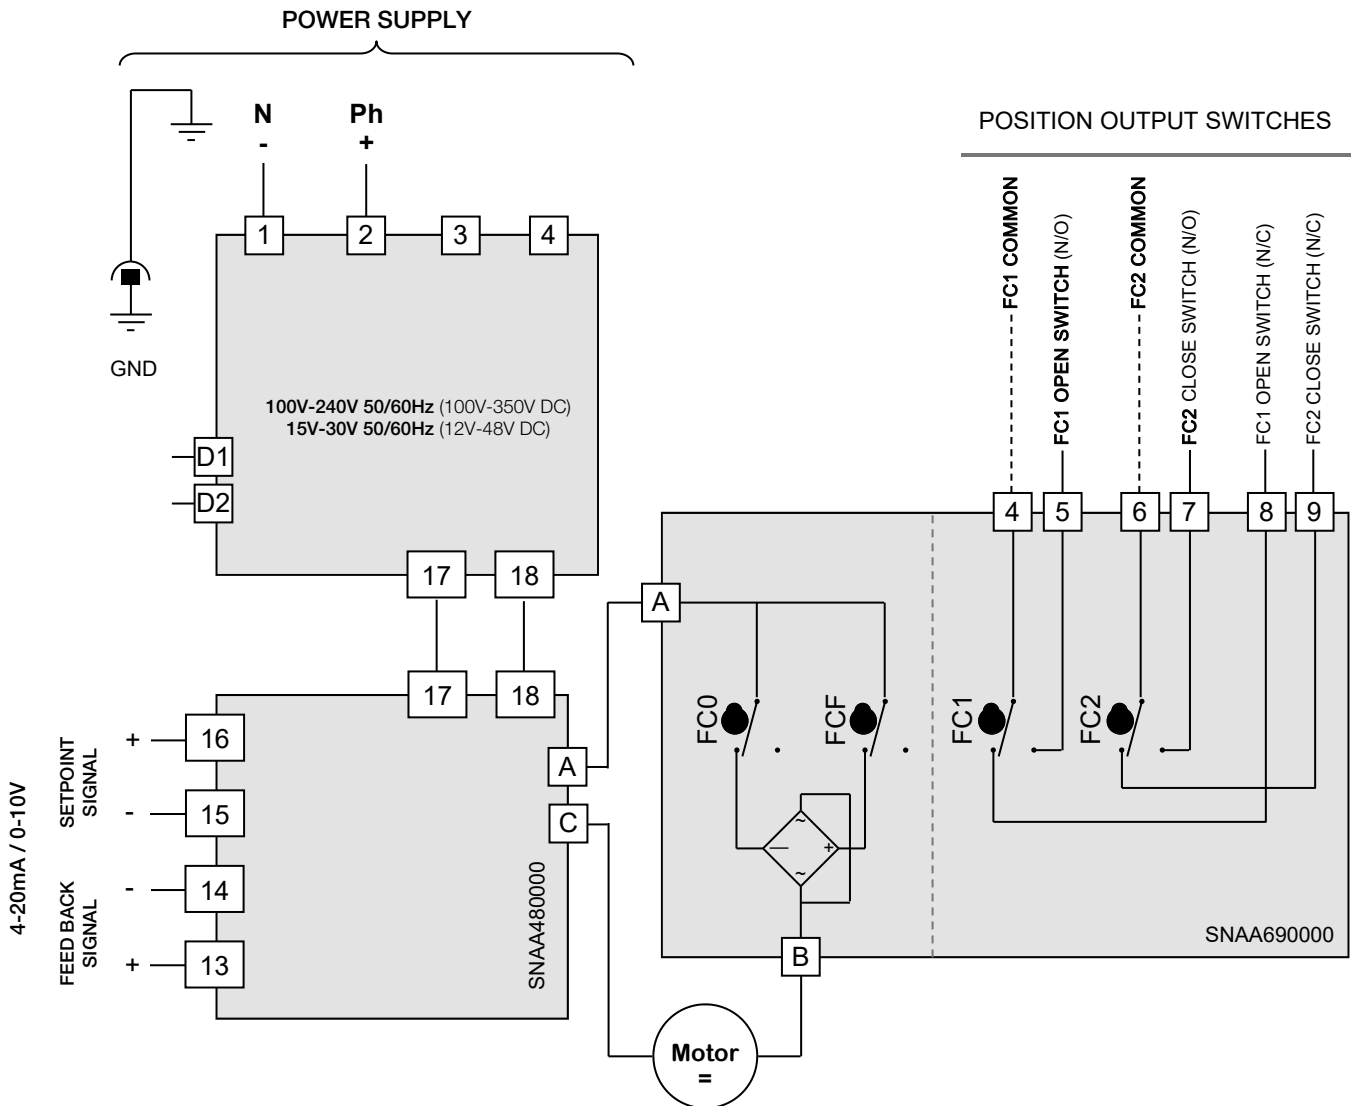 POWER SUPPLY
N
-
Ph
+
POSITION OUTPUT SWITCHES
FC1 COMMON
FC1 OPEN SWITCH (N/O)
FC2 COMMON
FC2 CLOSE SWITCH (N/O)
FC1 OPEN SWITCH (N/C)
FC2 CLOSE SWITCH (N/C)
1 2 3 4
GND
100V-240V 50/60Hz (100V-350V DC)
15V-30V 50/60Hz (12V-48V DC)
D1
D2
4 5 6 7 8 9
17 18
A
17 18
FC0
FCF
FC1
FC2
4-20mA / 0-10V
SETPOINT
SIGNAL
+ 16
- 15
FEED BACK
SIGNAL
- 14
+ 13
A
C
SNAA480000
~
— +
~
SNAA690000
B
Motor
=